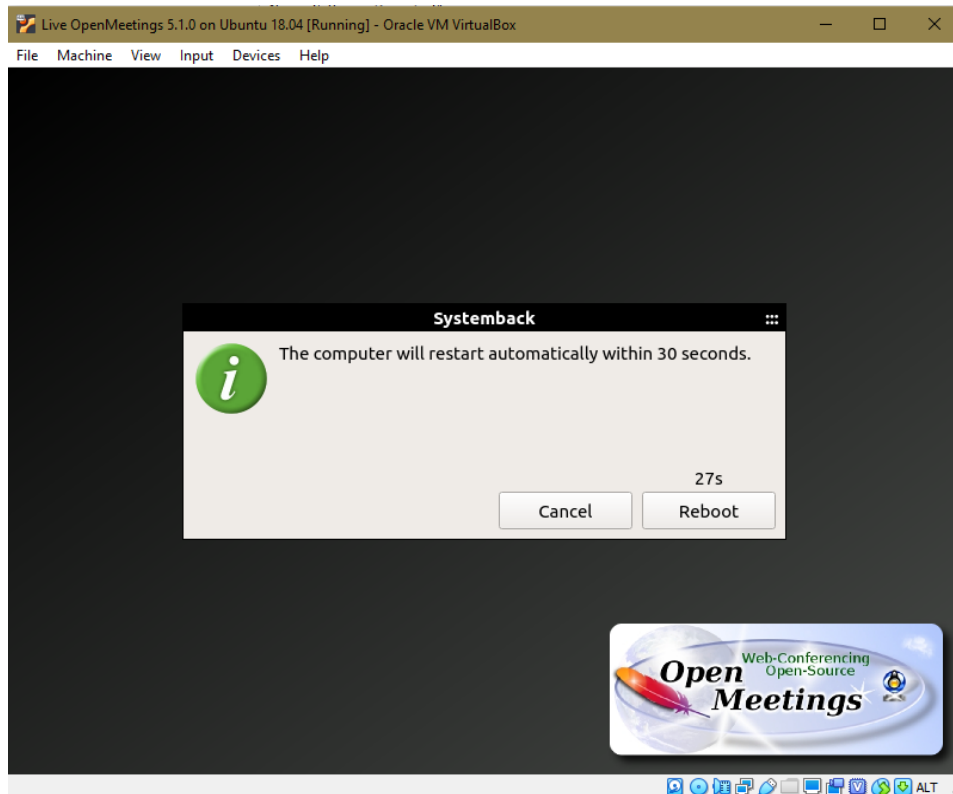 Live OpenMeetings 5.1.0 on Ubuntu 18.04 [Running] - Oracle VM VirtualBox
File Machine View Input Devices Help
Systemback
The computer will restart automatically within 30 seconds.
27s
Cancel Reboot
Web-Conferencing
Open-Source
Open
Meetings
ALT